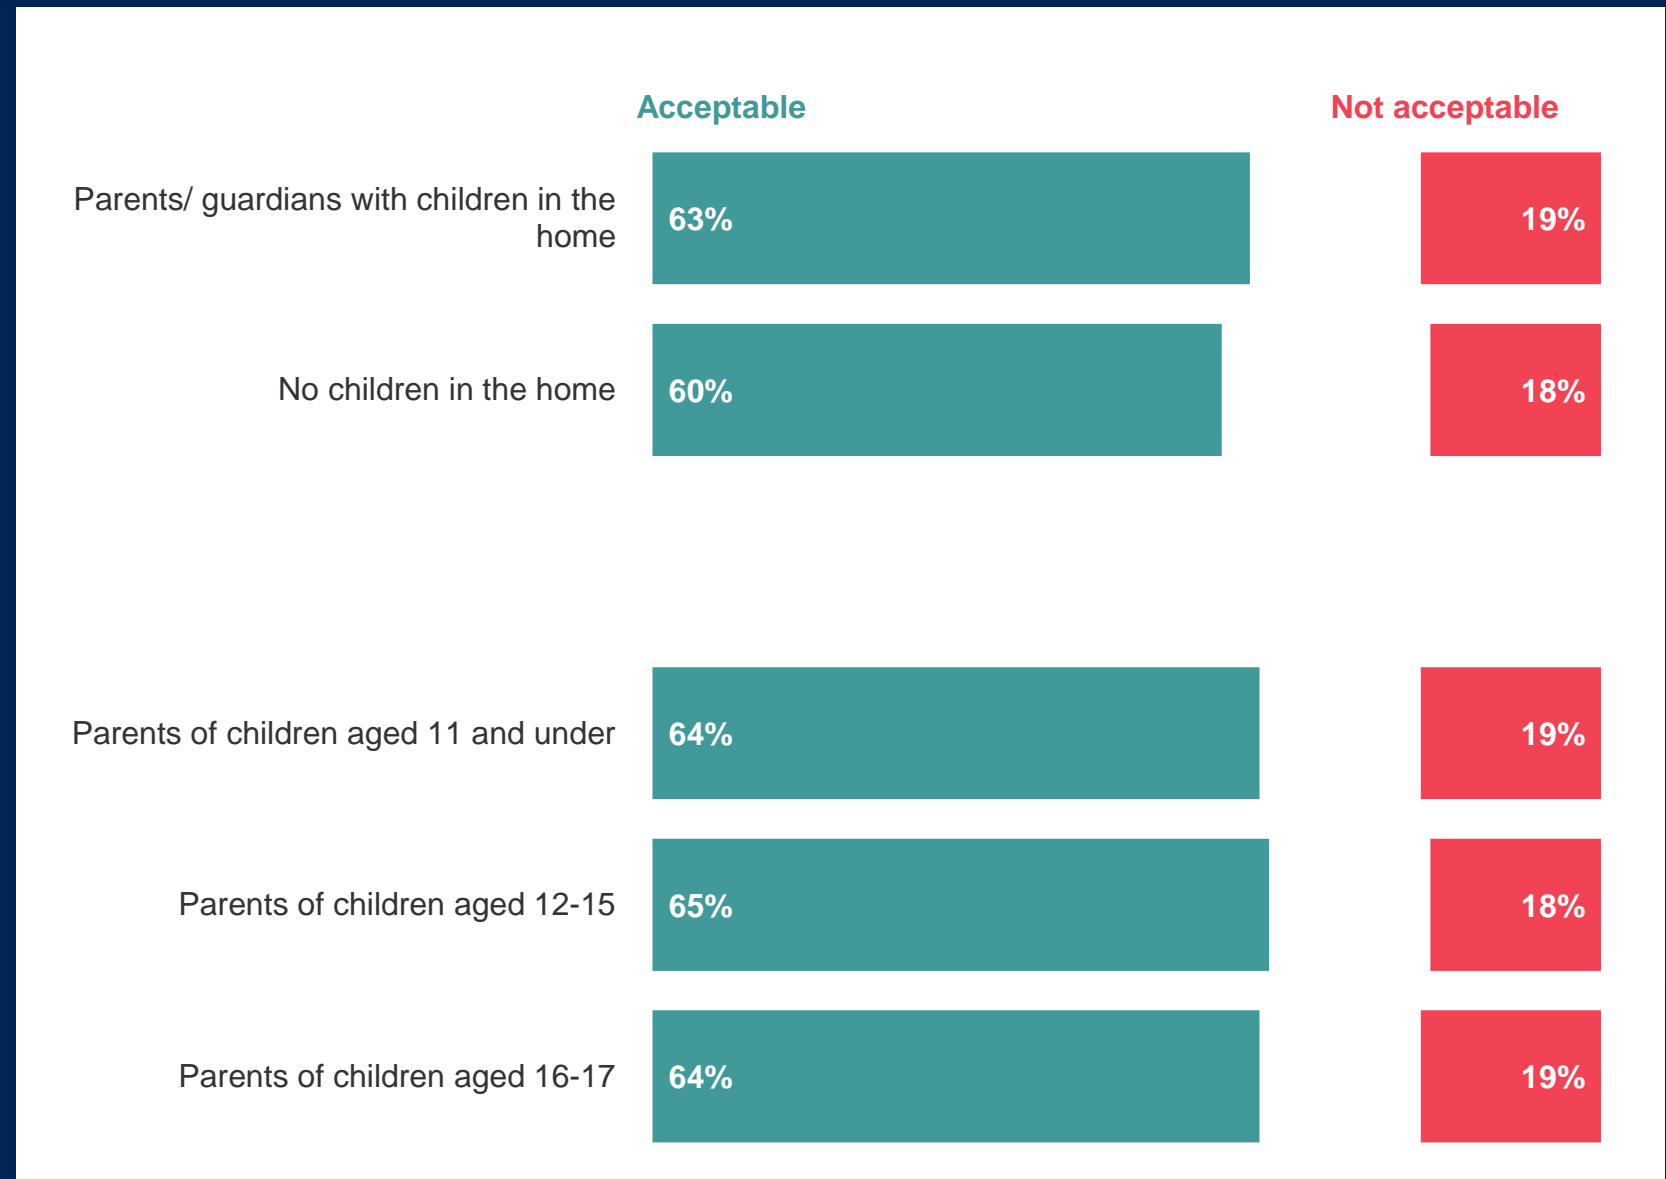 Acceptable Not acceptable
Parents/ guardians with children in the
home
63% 19%
No children in the home 60% 18%
Parents of children aged 11 and under 64% 19%
Parents of children aged 12-15 65% 18%
Parents of children aged 16-17 64% 19%